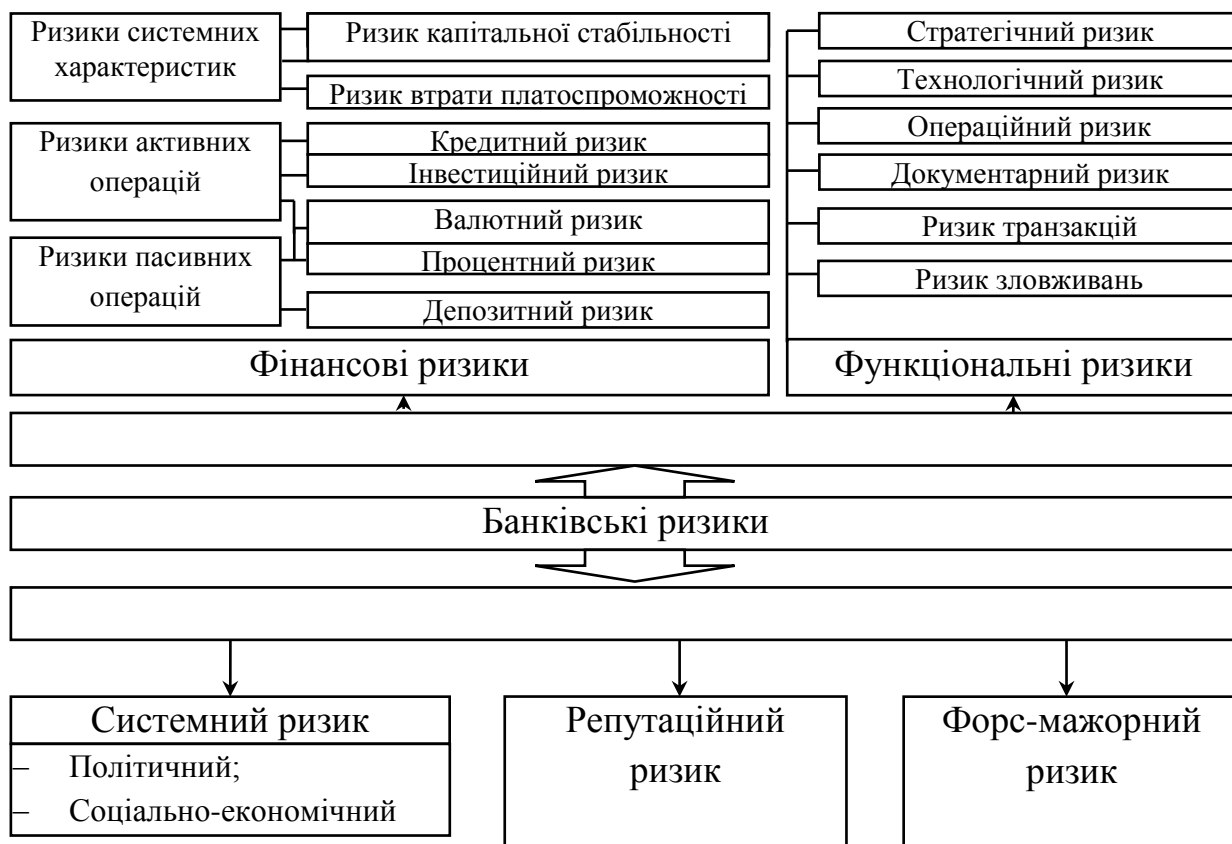 Ризики системних
характеристик
Ризик капітальної стабільності
Ризик втрати платоспроможності
Ризики активних
операцій
Кредитний ризик
Інвестиційний ризик
Валютний ризик
Процентний ризик
Ризики пасивних
операцій
Депозитний ризик
Фінансові ризики
Стратегічний ризик
Технологічний ризик
Операційний ризик
Документарний ризик
Ризик транзакцій
Ризик зловживань
Функціональні ризики
Банківські ризики
Системний ризик
– Політичний;
– Соціально-економічний
Репутаційний
ризик
Форс-мажорний
ризик